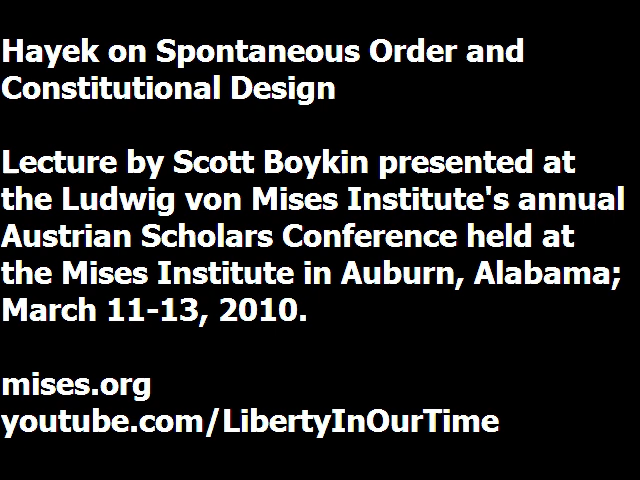 Hayek on Spontaneous Order and
Constitutional Design
Lecture by Scott Boykin presented at
the Ludwig von Mises Institute's annual
Austrian Scholars Conference held at
the Mises Institute in Auburn, Alabama;
March 11-13, 2010.
mises.org
youtube.com/LibertyInOurTime